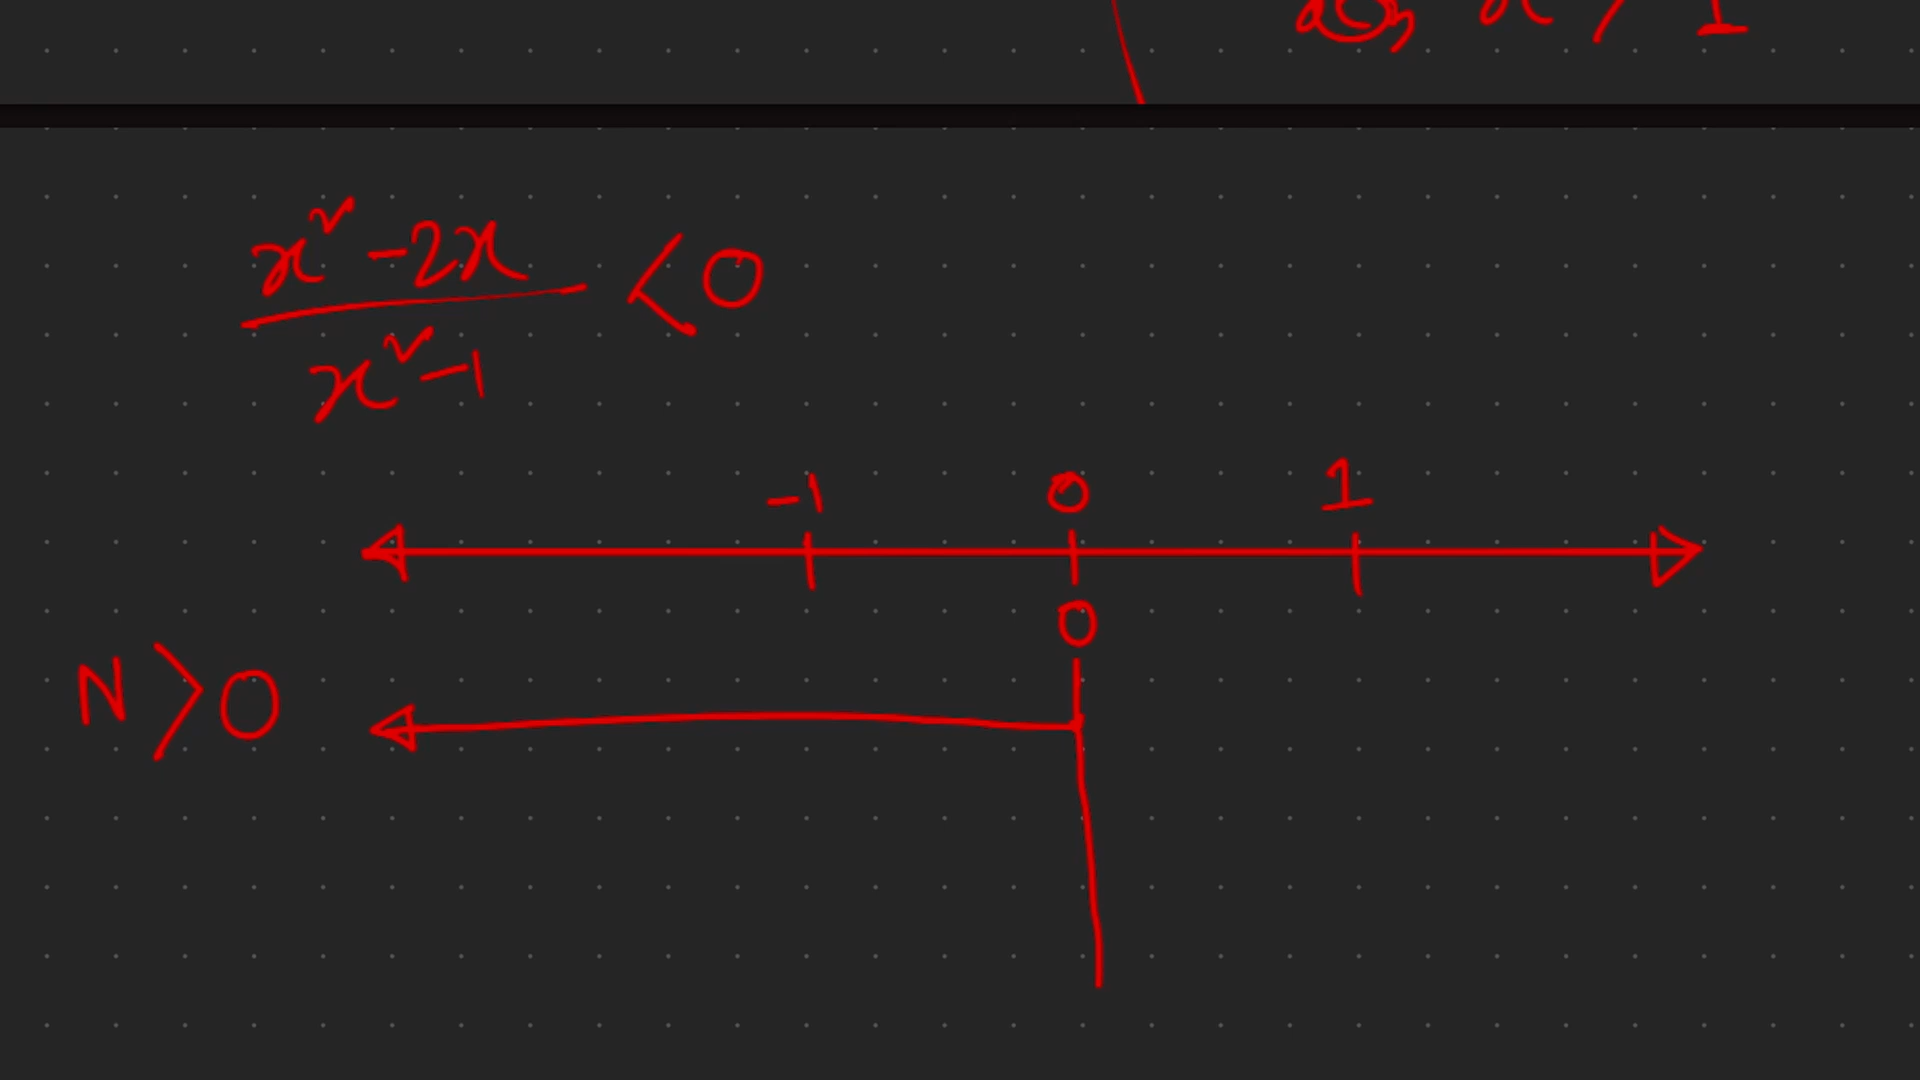 x² - 2x
x² - 1
< 0
-1 0 1
0
N > 0